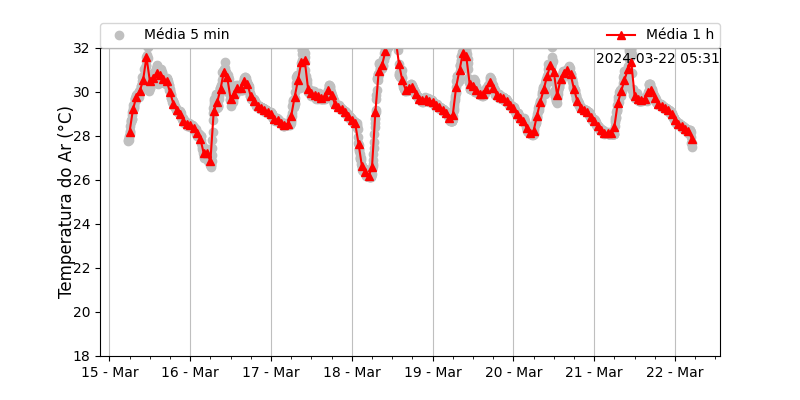 Média 5 min
Média 1 h
2024-03-22 05:31
Temperatura do Ar (°C)
32
30
28
26
24
22
20
18
15 - Mar
16 - Mar
17 - Mar
18 - Mar
19 - Mar
20 - Mar
21 - Mar
22 - Mar